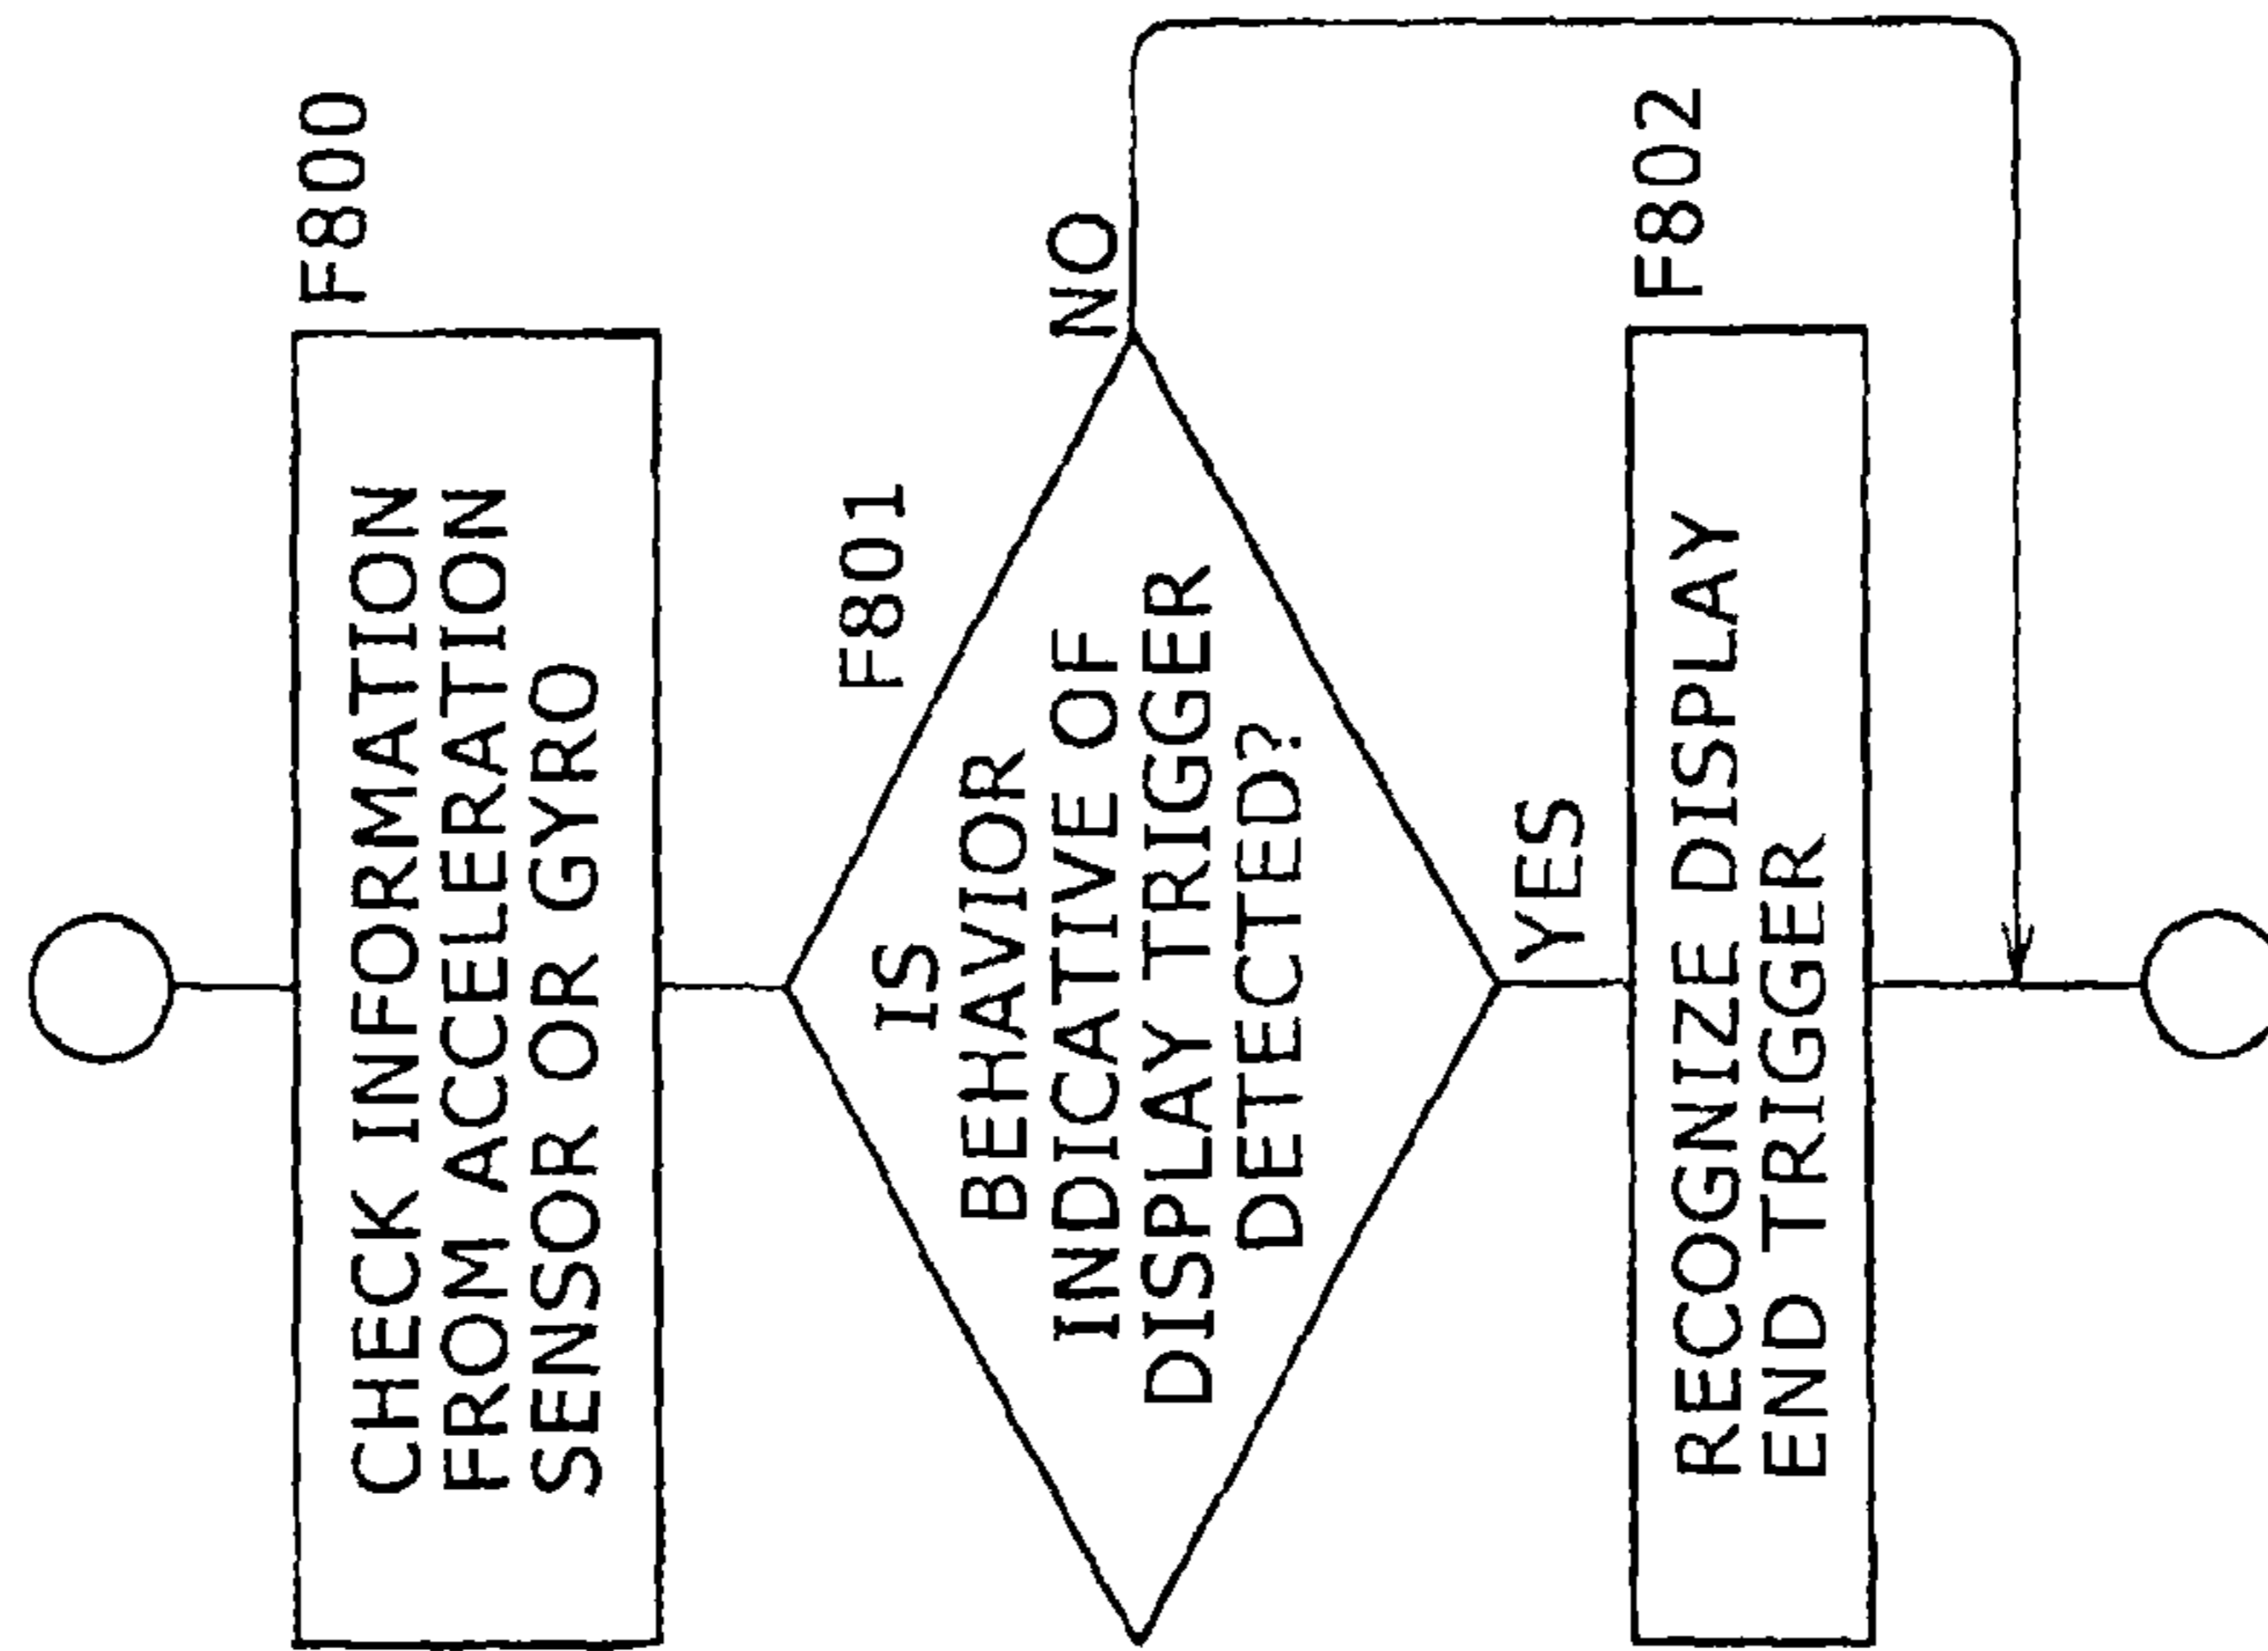 CHECK INFORMATION
FROM ACCELERATION
SENSOR OR GYRO
F800
IS
BEHAVIOR
INDICATIVE OF
DISPLAY TRIGGER
DETECTED?
F801
NO
YES
RECOGNIZE DISPLAY
END TRIGGER
F802